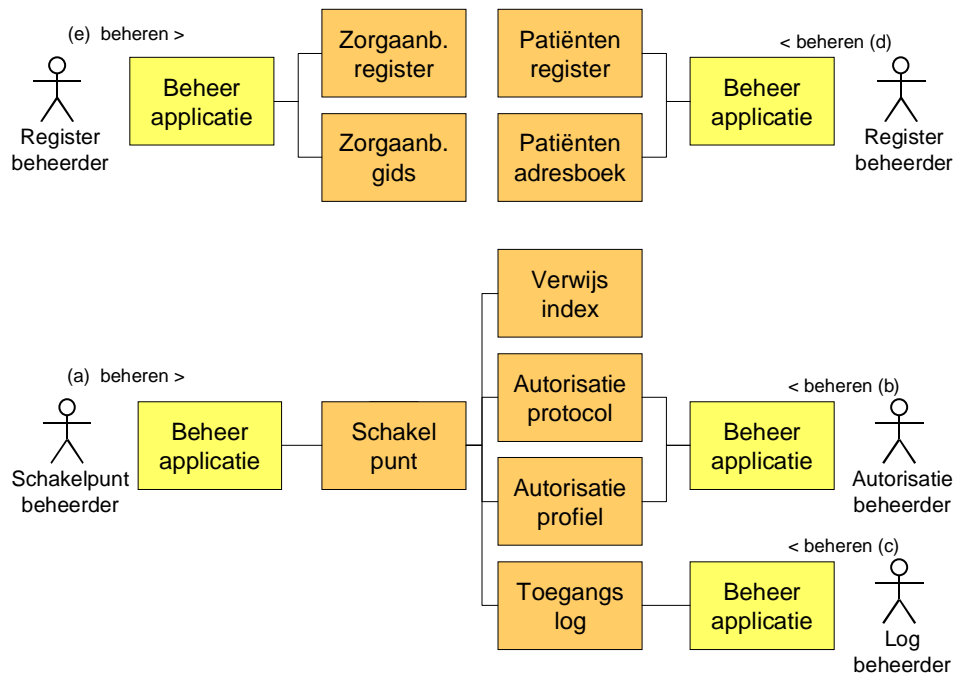 (e) beheren >
Register
beheerder
Beheer
applicatie
Zorgaanb.
register
Zorgaanb.
gids
Patiënten
register
Patiënten
adresboek
< beheren (d)
Beheer
applicatie
Register
beheerder
(a) beheren >
Schakelpunt
beheerder
Beheer
applicatie
Schakel
punt
Verwijs
index
Autorisatie
protocol
Autorisatie
profiel
Toegangs
log
< beheren (b)
Beheer
applicatie
Autorisatie
beheerder
< beheren (c)
Beheer
applicatie
Log
beheerder